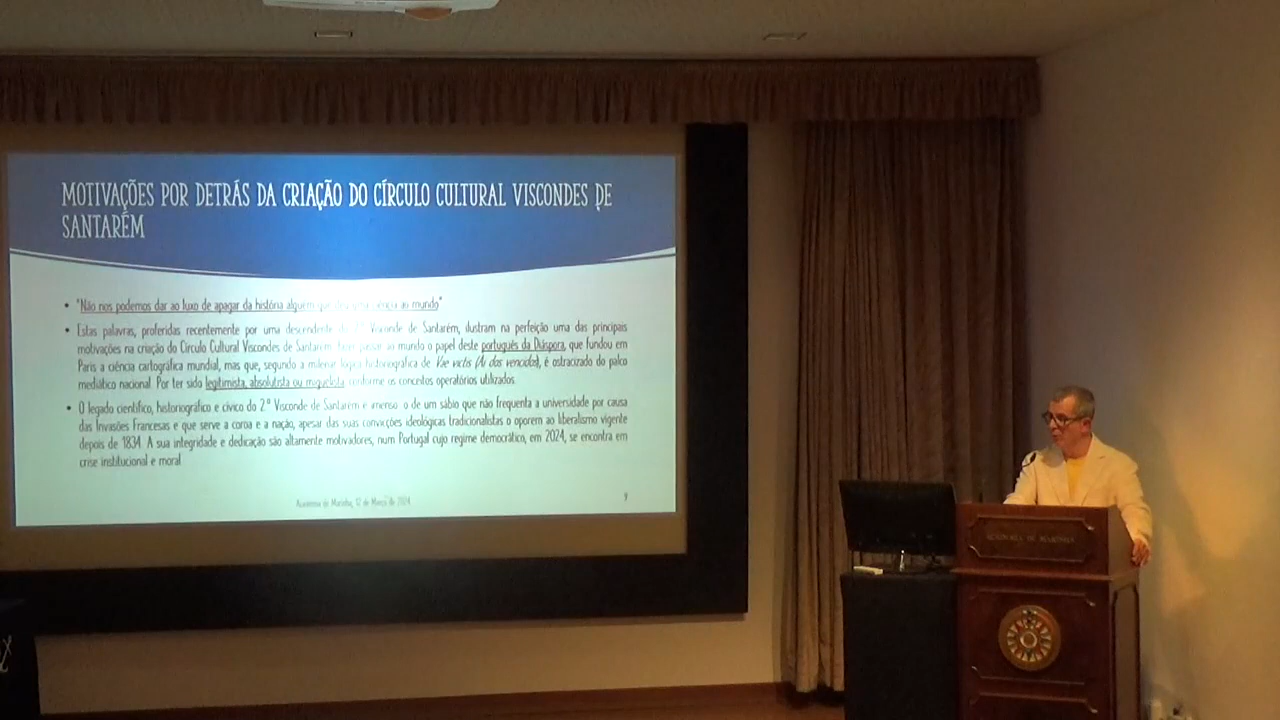 MOTIVAÇÕES POR DETRÁS DA CRIAÇÃO DO CÍRCULO CULTURAL VISCONDES DE
SANTARÉM
• "Não nos podemos dar ao luxo de apagar da história alguém que ao mundo"
• Estas palavras, proferidas recentemente por uma descendente do 2.º Visconde de Santarém, ilustram na perfeição uma das principais
motivações na criação do Círculo Cultural Viscondes de Santarém: ao mundo o papel deste português da Diáspora, que fundou em
Paris a ciência cartográfica mundial, mas que, segundo a milenar lógica historiográfica de Vae victis (Ai dos vencidos), é ostracizado do palco
mediático nacional. Por ter sido legitimista, absolutista ou miguelista, conforme os conceitos operatórios utilizados.
• O legado científico, historiográfico e cívico do 2.º Visconde de Santarém é imenso: o de um sábio que não frequenta a universidade por causa
das Invasões Francesas e que serve a coroa e a nação, apesar das suas convicções ideológicas tradicionalistas o oporem ao liberalismo vigente
depois de 1834. A sua integridade e dedicação são altamente motivadores, num Portugal cujo regime democrático, em 2024, se encontra em
crise institucional e moral.
Academia de Marinha, 12 de Março de 2024
9
ACADEMIA DE MARINHA